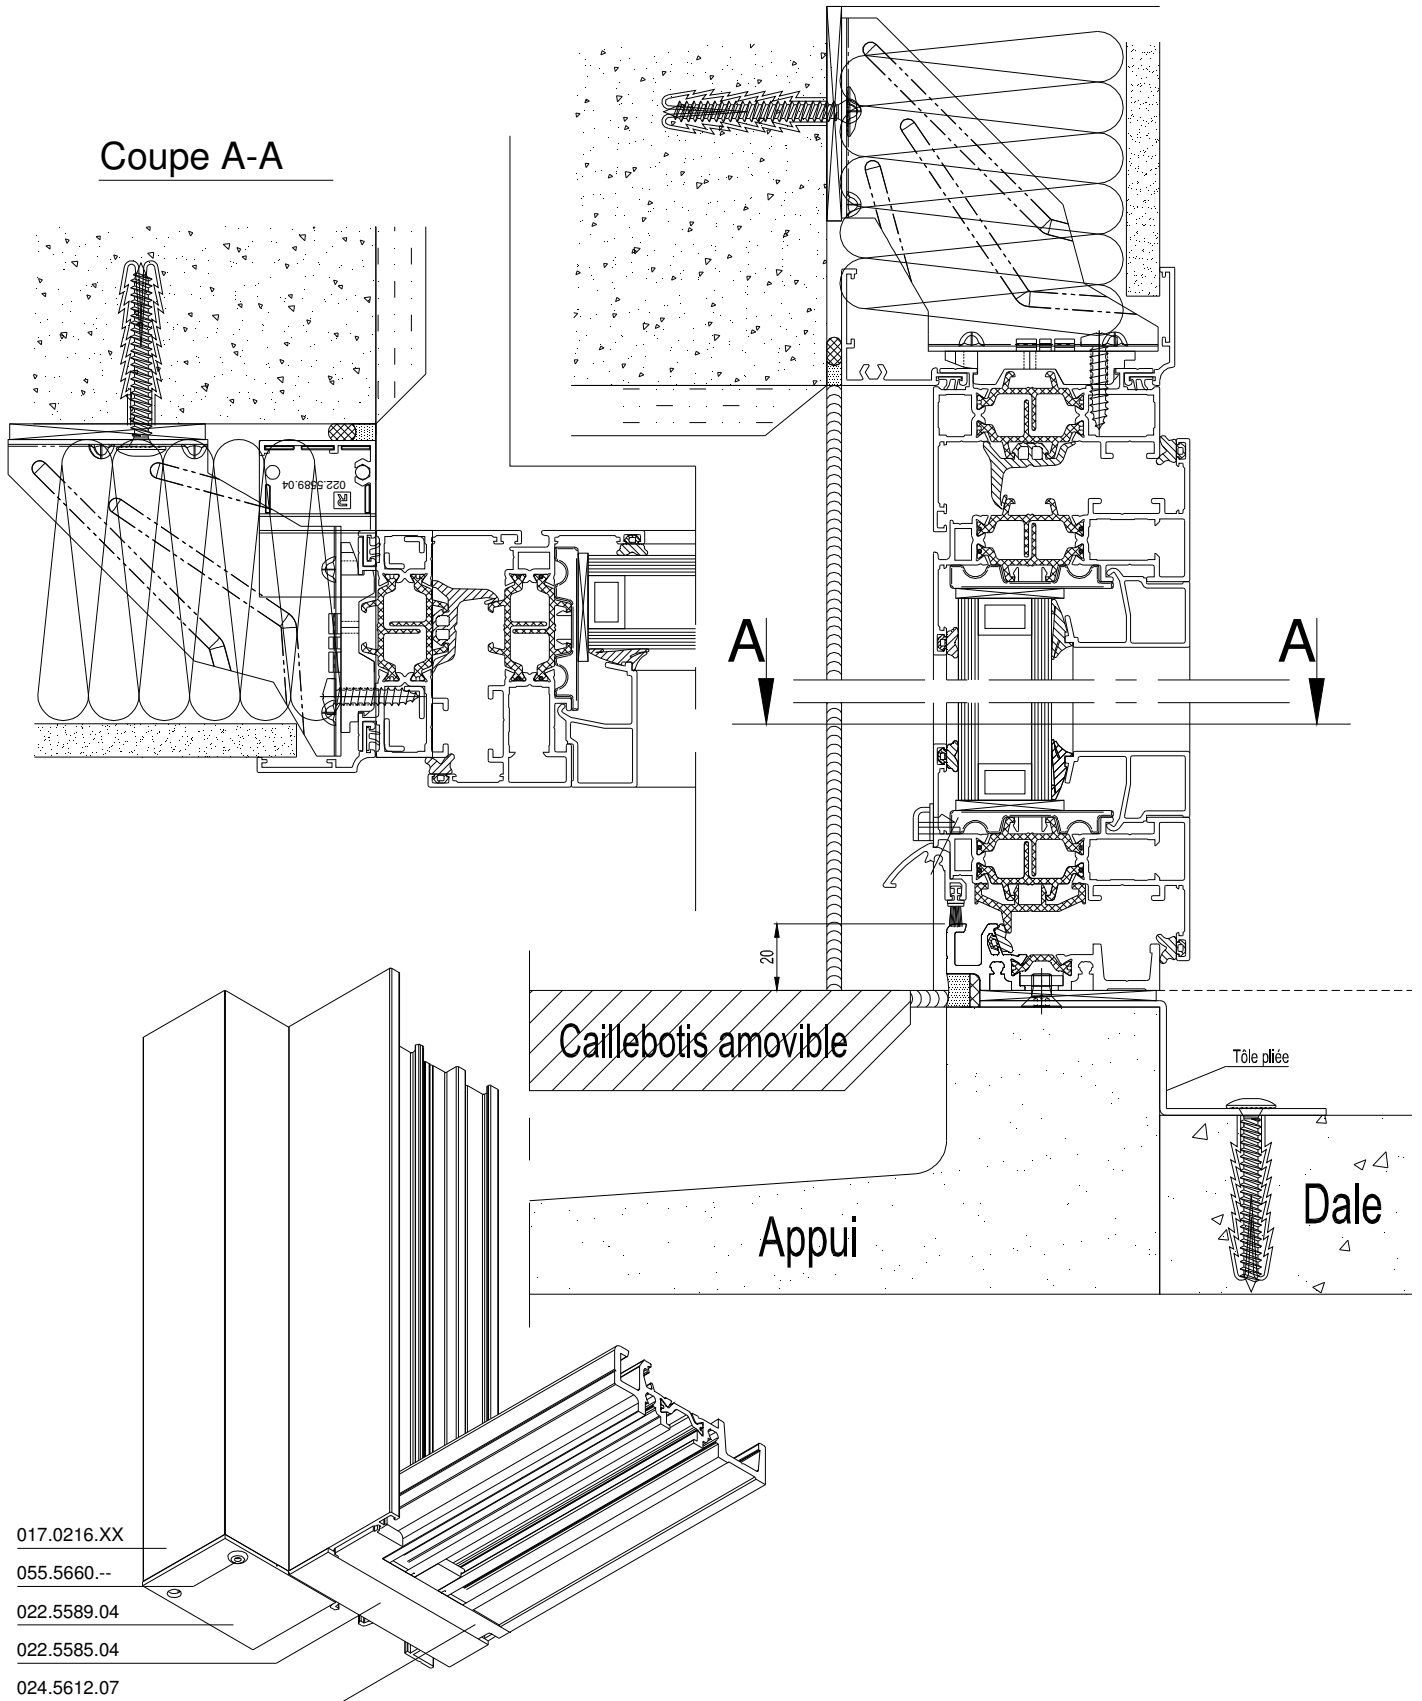 Coupe A-A
022.5589.04
R
A
A
20
Caillebotis amovible
Tôle pliée
Appui
Dale
017.0216.XX
055.5660.--
022.5589.04
022.5585.04
024.5612.07